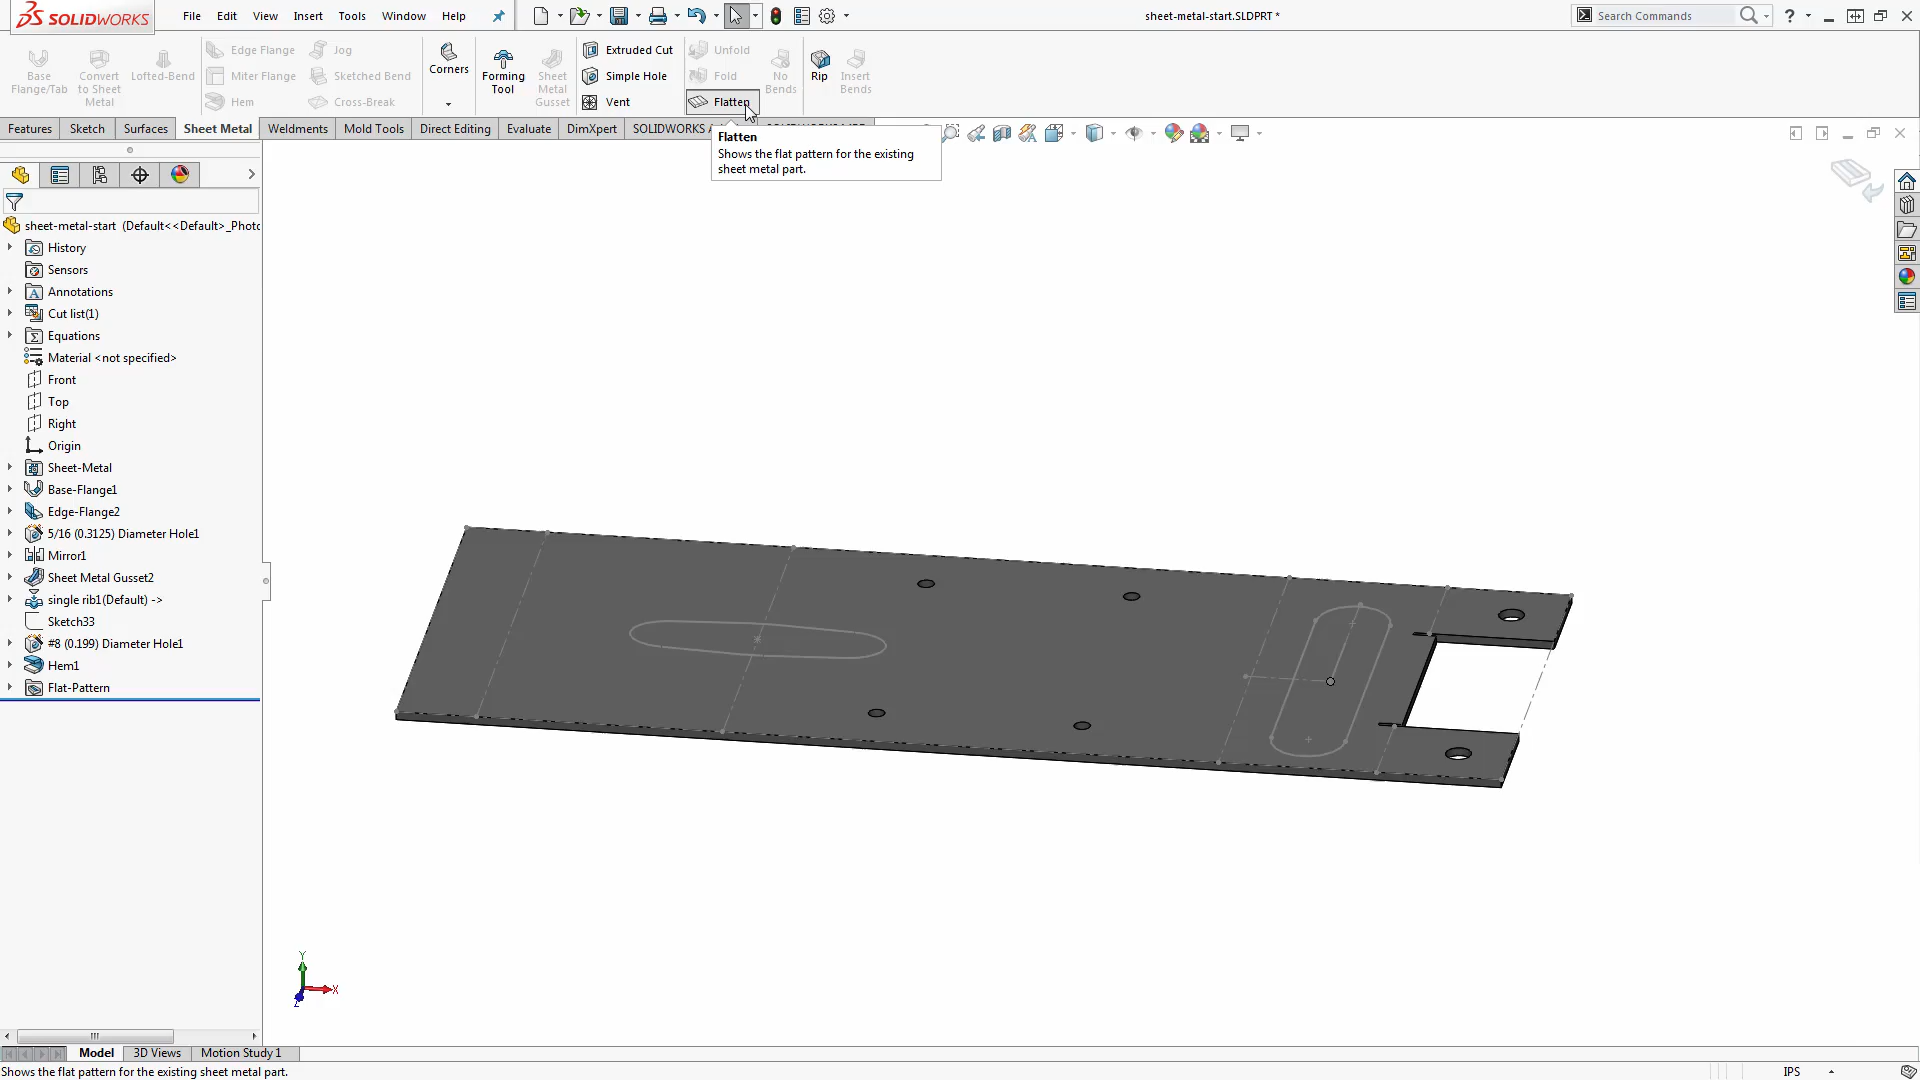 SOLIDWORKS
File Edit View Insert Tools Window Help
sheet-metal-start.SLDPRT *
Search Commands
Base Flange/Tab
Convert to Sheet Metal
Lofted-Bend
Edge Flange
Miter Flange
Hem
Jog
Sketched Bend
Cross-Break
Corners
Forming Tool
Sheet Metal Gusset
Extruded Cut
Simple Hole
Vent
Unfold
Fold
Flatten
No Bends
Rip
Insert Bends
Features Sketch Surfaces Sheet Metal Weldments Mold Tools Direct Editing Evaluate DimXpert SOLIDWORKS
Flatten
Shows the flat pattern for the existing
sheet metal part.
sheet-metal-start (Default<<Default>_Photo
History
Sensors
Annotations
Cut list(1)
Equations
Material <not specified>
Front
Top
Right
Origin
Sheet-Metal
Base-Flange1
Edge-Flange2
5/16 (0.3125) Diameter Hole1
Mirror1
Sheet Metal Gusset2
single rib1(Default) ->
Sketch33
#8 (0.199) Diameter Hole1
Hem1
Flat-Pattern
Y
X
Z
Model 3D Views Motion Study 1
Shows the flat pattern for the existing sheet metal part.
IPS